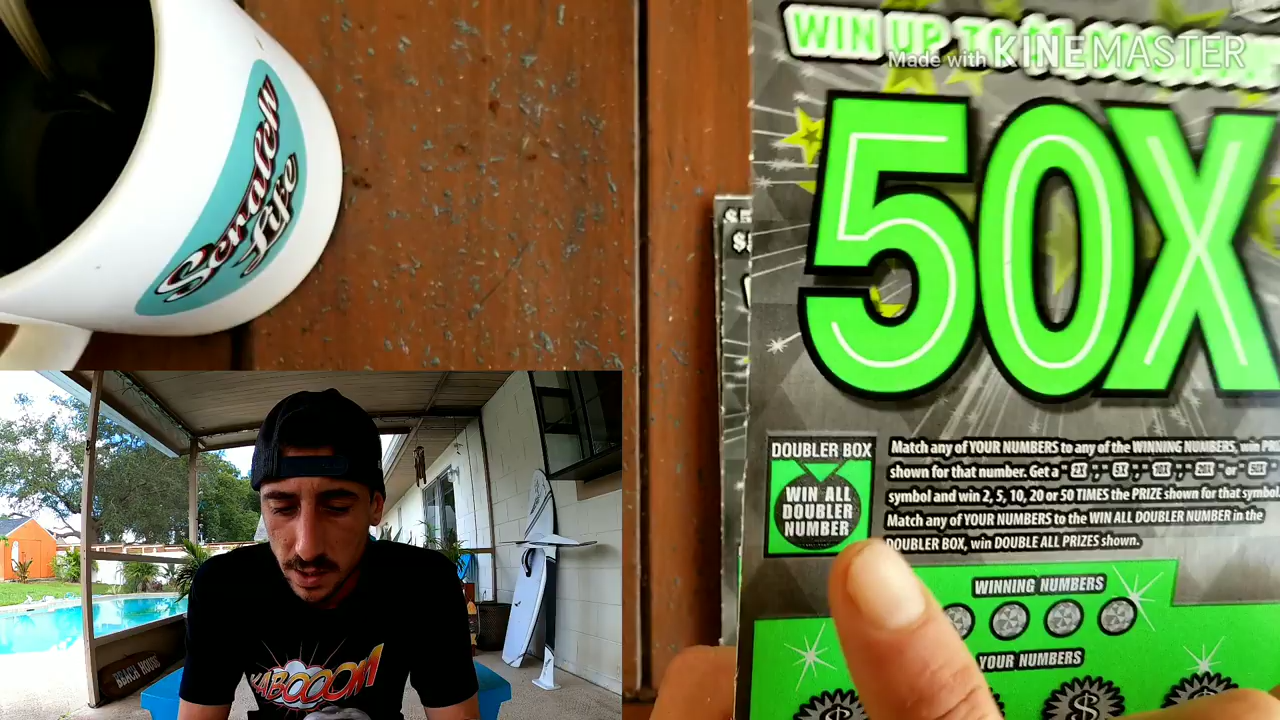 WIN UP TO
Made with KINEMASTER
50X
Scratch
Life
DOUBLER BOX
WIN ALL
DOUBLER
NUMBER
Match any of YOUR NUMBERS to any of the WINNING NUMBERS, win
shown for that number. Get a "2X", "5X", "10X", "20X" or "50X"
symbol and win 2, 5, 10, 20 or 50 TIMES the PRIZE shown for that symbol
Match any of YOUR NUMBERS to the WIN ALL DOUBLER NUMBER in the
DOUBLER BOX, win DOUBLE ALL PRIZES shown.
WINNING NUMBERS
YOUR NUMBERS
KABOOOM
BEACH HOUSE